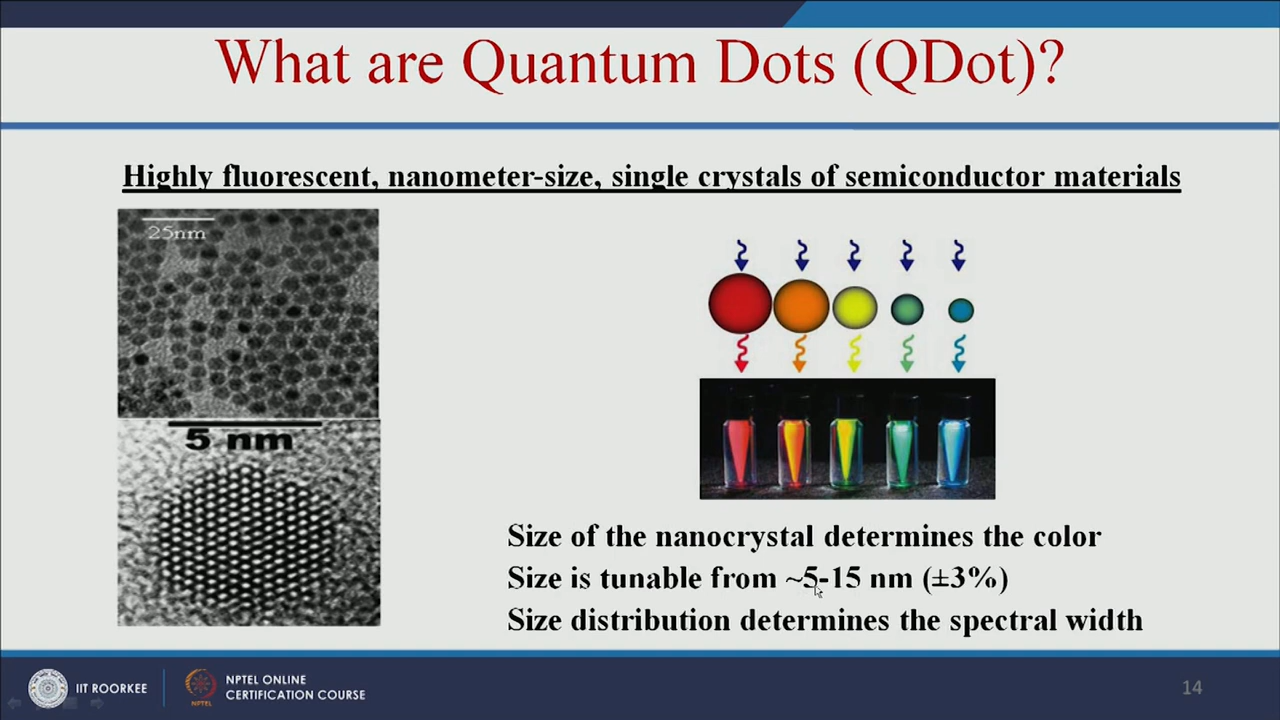 What are Quantum Dots (QDot)?
Highly fluorescent, nanometer-size, single crystals of semiconductor materials
25nm
5 nm
Size of the nanocrystal determines the color
Size is tunable from ~5-15 nm (±3%)
Size distribution determines the spectral width
IIT ROORKEE
NPTEL
NPTEL ONLINE
CERTIFICATION COURSE
14